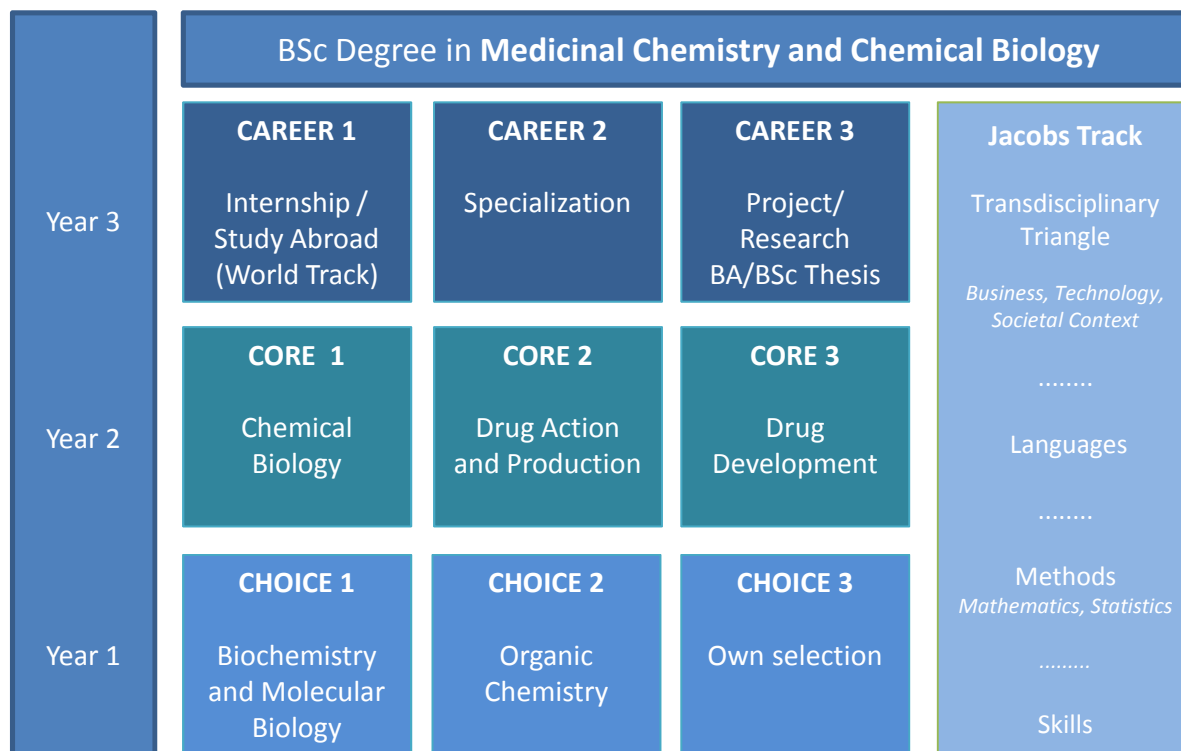 BSc Degree in Medicinal Chemistry and Chemical Biology
Year 3
CAREER 1
Internship /
Study Abroad
(World Track)
CAREER 2
Specialization
CAREER 3
Project/
Research
BA/BSc Thesis
Year 2
CORE 1
Chemical
Biology
CORE 2
Drug Action
and Production
CORE 3
Drug
Development
Year 1
CHOICE 1
Biochemistry
and Molecular
Biology
CHOICE 2
Organic
Chemistry
CHOICE 3
Own selection
Jacobs Track
Transdisciplinary
Triangle
Business, Technology,
Societal Context
........
Languages
........
Methods
Mathematics, Statistics
.........
Skills